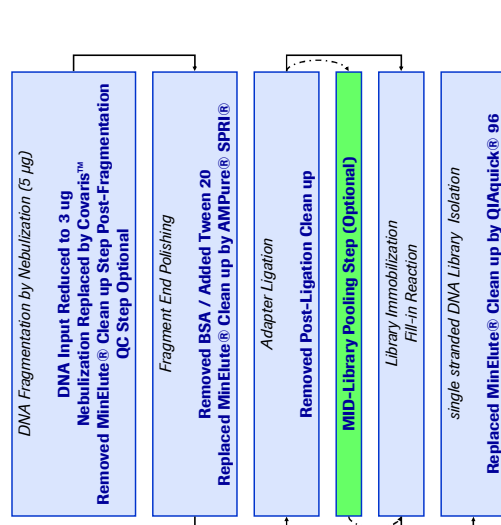 DNA Fragmentation by Nebulization (5 µg)
DNA Input Reduced to 3 ug
Nebulization Replaced by Covaris™
Removed MinElute® Clean up Step Post-Fragmentation
QC Step Optional
Fragment End Polishing
Removed BSA / Added Tween 20
Replaced MinElute® Clean up by AMPure® SPRI®
Adapter Ligation
Removed Post-Ligation Clean up
MID-Library Pooling Step (Optional)
Library Immobilization
Fill-in Reaction
single stranded DNA Library Isolation
Replaced MinElute® Clean up by QIAquick® 96